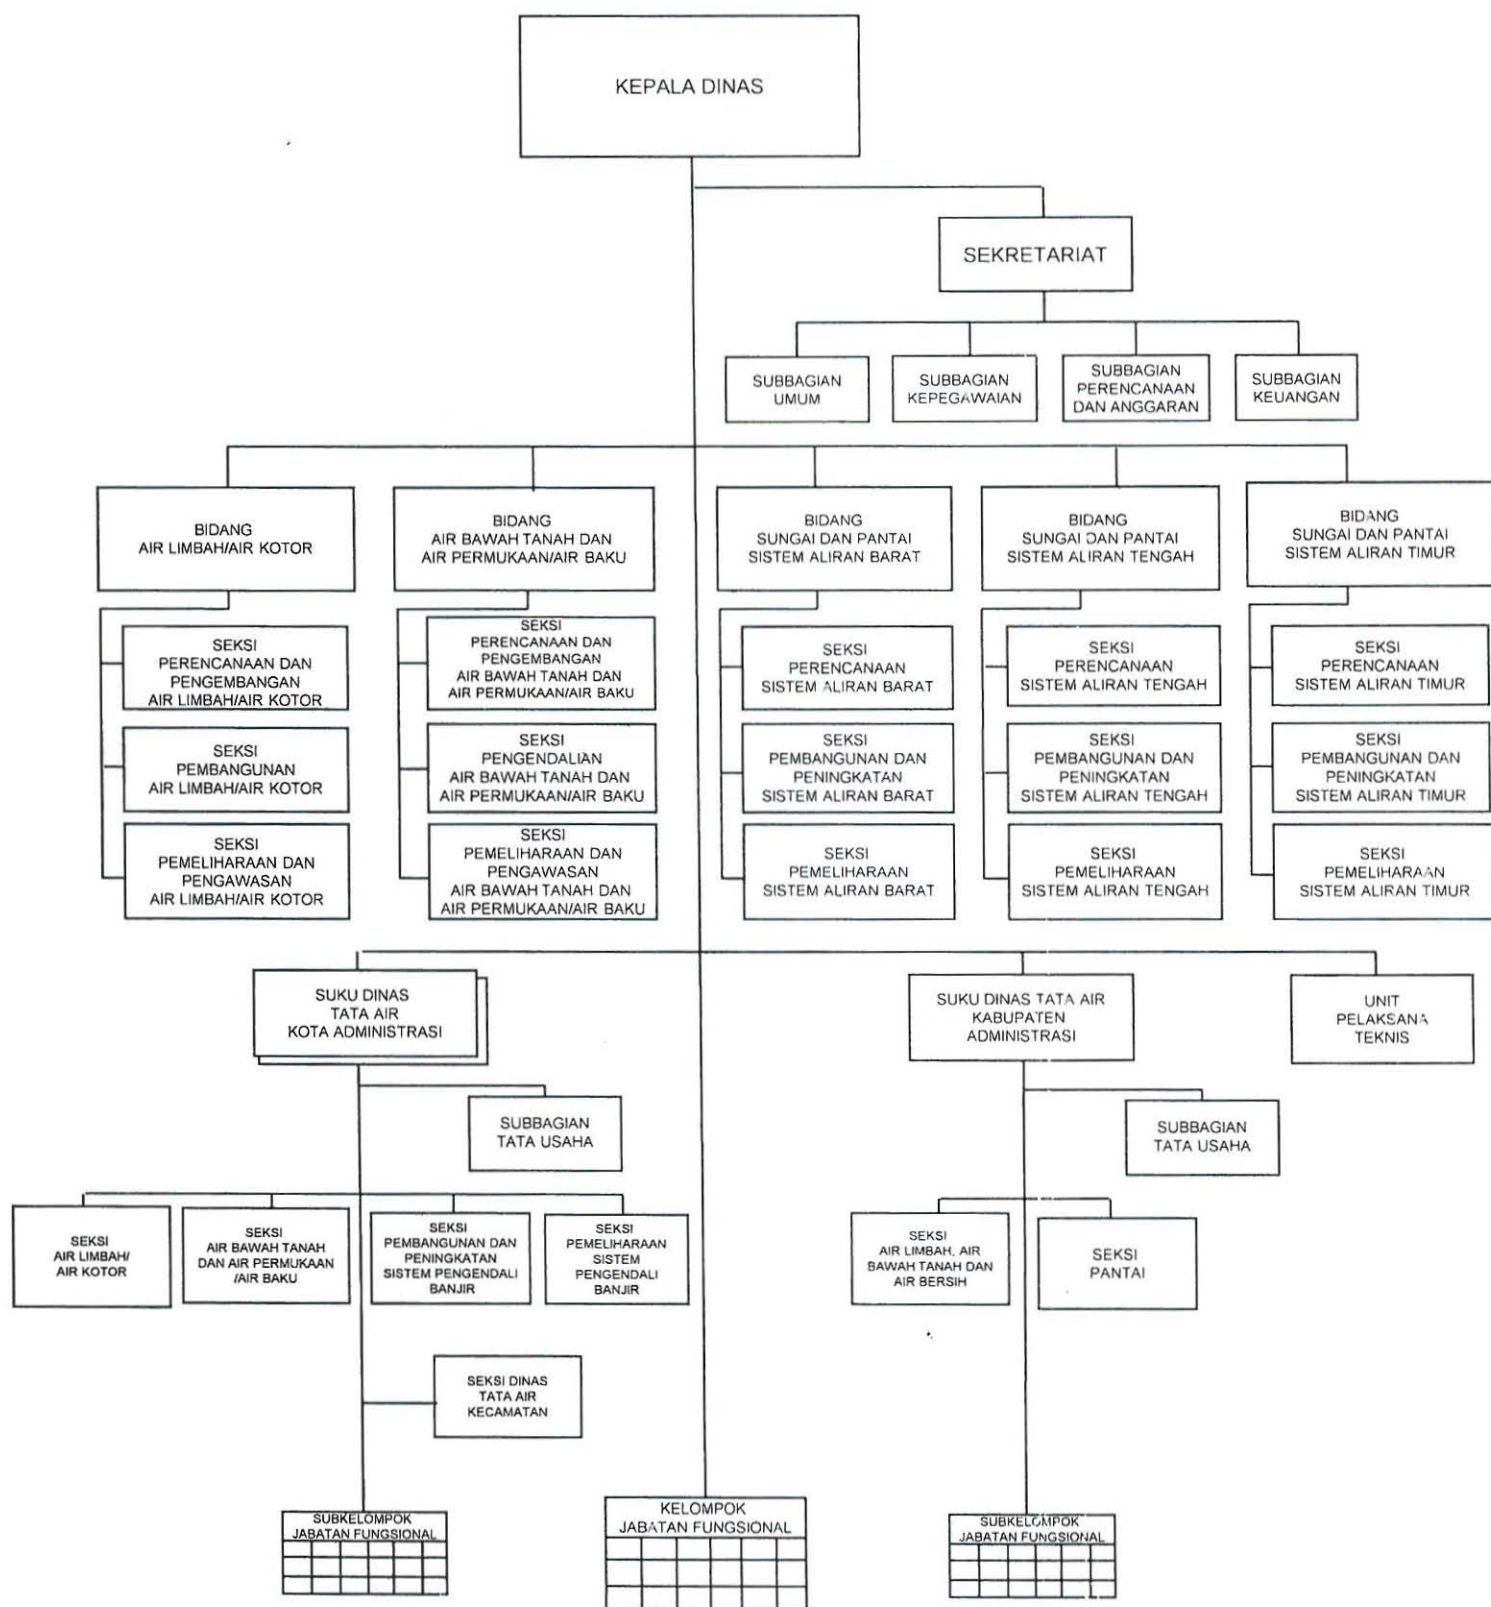 KEPALA DINAS
SEKRETARIAT
SUBBAGIAN
UMUM
SUBBAGIAN
KEPEGAWAIAN
SUBBAGIAN
PERENCANAAN
DAN ANGGARAN
SUBBAGIAN
KEUANGAN
BIDANG
AIR LIMBAH/AIR KOTOR
BIDANG
AIR BAWAH TANAH DAN
AIR PERMUKAAN/AIR BAKU
BIDANG
SUNGAI DAN PANTAI
SISTEM ALIRAN BARAT
BIDANG
SUNGAI DAN PANTAI
SISTEM ALIRAN TENGAH
BIDANG
SUNGAI DAN PANTAI
SISTEM ALIRAN TIMUR
SEKSI
PERENCANAAN DAN
PENGEMBANGAN
AIR LIMBAH/AIR KOTOR
SEKSI
PERENCANAAN DAN
PENGEMBANGAN
AIR BAWAH TANAH DAN
AIR PERMUKAAN/AIR BAKU
SEKSI
PERENCANAAN
SISTEM ALIRAN BARAT
SEKSI
PERENCANAAN
SISTEM ALIRAN TENGAH
SEKSI
PERENCANAAN
SISTEM ALIRAN TIMUR
SEKSI
PEMBANGUNAN
AIR LIMBAH/AIR KOTOR
SEKSI
PENGENDALIAN
AIR BAWAH TANAH DAN
AIR PERMUKAAN/AIR BAKU
SEKSI
PEMBANGUNAN DAN
PENINGKATAN
SISTEM ALIRAN BARAT
SEKSI
PEMBANGUNAN DAN
PENINGKATAN
SISTEM ALIRAN TENGAH
SEKSI
PEMBANGUNAN DAN
PENINGKATAN
SISTEM ALIRAN TIMUR
SEKSI
PEMELIHARAAN DAN
PENGAWASAN
AIR LIMBAH/AIR KOTOR
SEKSI
PEMELIHARAAN DAN
PENGAWASAN
AIR BAWAH TANAH DAN
AIR PERMUKAAN/AIR BAKU
SEKSI
PEMELIHARAAN
SISTEM ALIRAN BARAT
SEKSI
PEMELIHARAAN
SISTEM ALIRAN TENGAH
SEKSI
PEMELIHARAAN
SISTEM ALIRAN TIMUR
SUKU DINAS
TATA AIR
KOTA ADMINISTRASI
SUKU DINAS TATA AIR
KABUPATEN
ADMINISTRASI
UNIT
PELAKSANA
TEKNIS
SUBBAGIAN
TATA USAHA
SUBBAGIAN
TATA USAHA
SEKSI
AIR LIMBAH/
AIR KOTOR
SEKSI
AIR BAWAH TANAH
DAN AIR PERMUKAAN
/AIR BAKU
SEKSI
PEMBANGUNAN DAN
PENINGKATAN
SISTEM PENGENDALI
BANJIR
SEKSI
PEMELIHARAAN
SISTEM
PENGENDALI
BANJIR
SEKSI
AIR LIMBAH, AIR
BAWAH TANAH DAN
AIR BERSIH
SEKSI
PANTAI
SEKSI DINAS
TATA AIR
KECAMATAN
SUBKELOMPOK
JABATAN FUNGSIONAL
KELOMPOK
JABATAN FUNGSIONAL
SUBKELOMPOK
JABATAN FUNGSIONAL